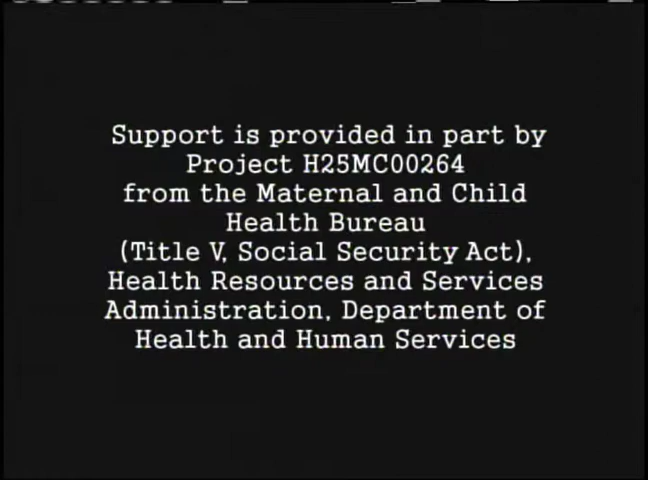 Support is provided in part by
Project H25MC00264
from the Maternal and Child
Health Bureau
(Title V, Social Security Act),
Health Resources and Services
Administration, Department of
Health and Human Services